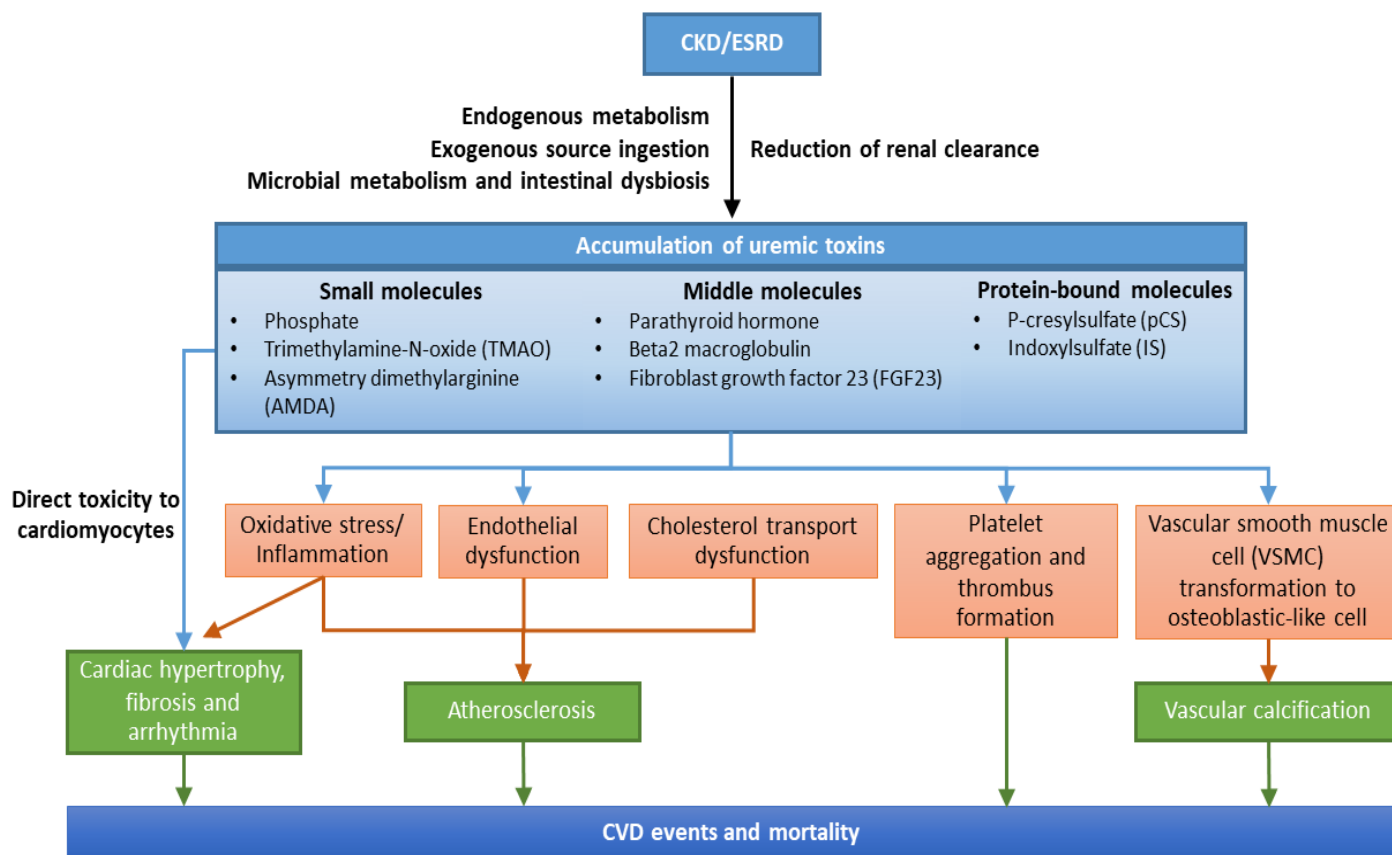 CKD/ESRD
Endogenous metabolism
Exogenous source ingestion
Microbial metabolism and intestinal dysbiosis
Reduction of renal clearance
Accumulation of uremic toxins
Small molecules
• Phosphate
• Trimethylamine-N-oxide (TMAO)
• Asymmetry dimethylarginine
(AMDA)
Middle molecules
• Parathyroid hormone
• Beta2 macroglobulin
• Fibroblast growth factor 23 (FGF23)
Protein-bound molecules
• P-cresylsulfate (pCS)
• Indoxylsulfate (IS)
Direct toxicity to
cardiomyocytes
Oxidative stress/
Inflammation
Endothelial
dysfunction
Cholesterol transport
dysfunction
Platelet
aggregation and
thrombus
formation
Vascular smooth muscle
cell (VSMC)
transformation to
osteoblastic-like cell
Cardiac hypertrophy,
fibrosis and
arrhythmia
Atherosclerosis
Vascular calcification
CVD events and mortality